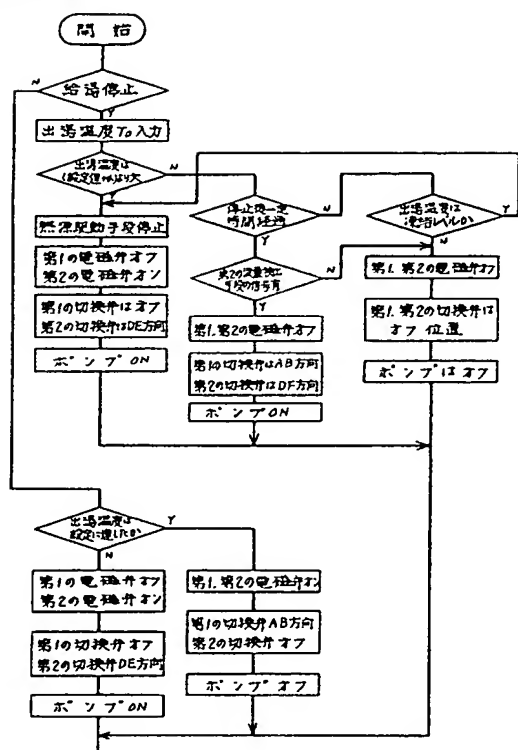 開始
給湯停止
N
Y
出湯温度To入力
出湯温度は
N
Y
熱源駆動手段停止
第1の電磁弁オフ
第2の電磁弁オン
第1の切換弁はオフ
第2の切換弁はDE方向
ポンプON
停止後一定
時間経過
N
Y
第2の流量検出
手段の信号有
N
Y
第1.第2の電磁弁オフ
第1の切換弁はAB方向
第2の切換弁はDF方向
ポンプON
出湯温度は
凍結レベルか
Y
N
第1.第2の電磁弁オフ
第1.第2の切換弁は
オフ位置
ポンプはオフ
出湯温度は
設定に達したか
Y
N
第1の電磁弁オフ
第2の電磁弁オン
第1の切換弁オフ
第2の切換弁DE方向
ポンプON
第1.第2の電磁弁オン
第1の切換弁AB方向
第2の切換弁オフ
ポンプオフ